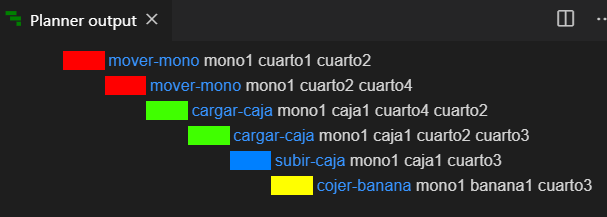 Planner output
mover-mono mono1 cuarto1 cuarto2
mover-mono mono1 cuarto2 cuarto4
cargar-caja mono1 caja1 cuarto4 cuarto2
cargar-caja mono1 caja1 cuarto2 cuarto3
subir-caja mono1 caja1 cuarto3
cojer-banana mono1 banana1 cuarto3